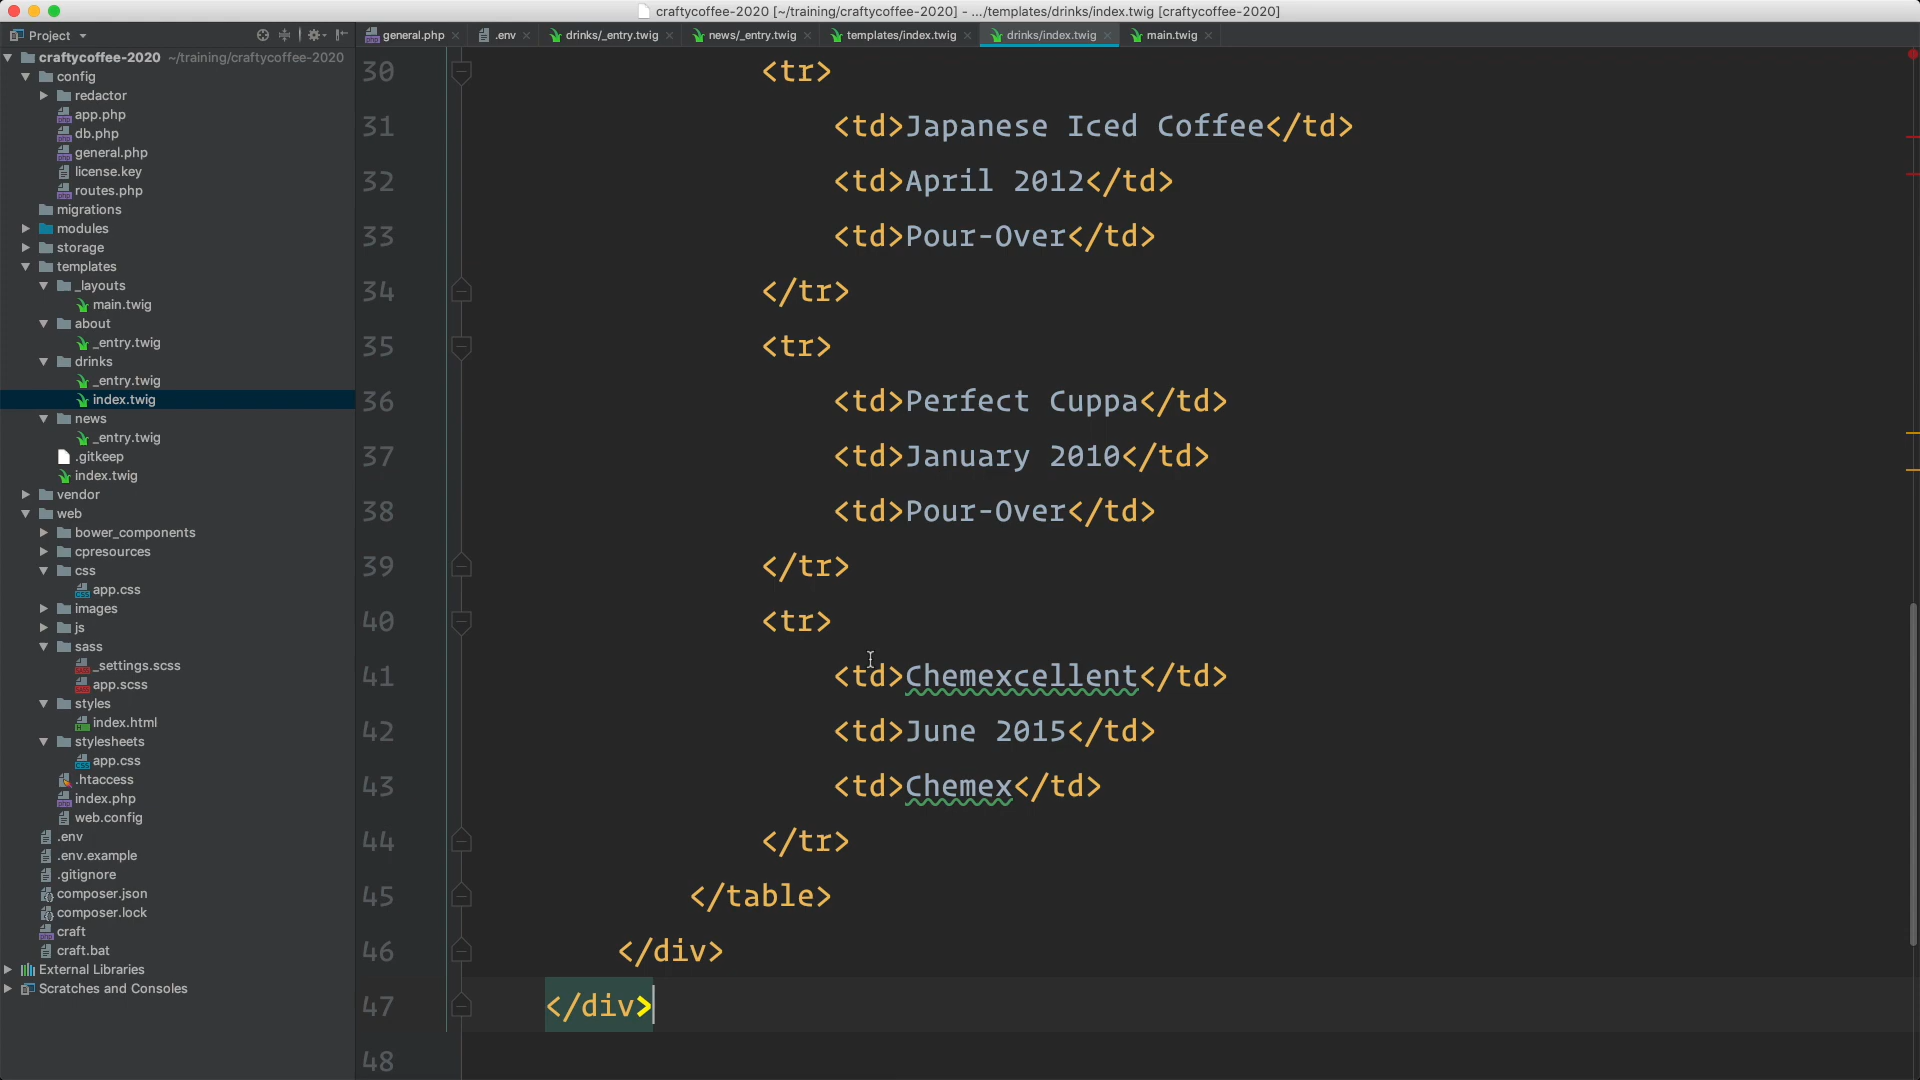 craftycoffee-2020 [~/training/craftycoffee-2020] - .../templates/drinks/index.twig [craftycoffee-2020]
Project
general.php
.env
drinks/_entry.twig
news/_entry.twig
templates/index.twig
drinks/index.twig
main.twig
craftycoffee-2020 ~/training/craftycoffee-2020
config
redactor
app.php
db.php
general.php
license.key
routes.php
migrations
modules
storage
templates
_layouts
main.twig
about
_entry.twig
drinks
_entry.twig
index.twig
news
_entry.twig
.gitkeep
index.twig
vendor
web
bower_components
cpresources
css
app.css
images
js
sass
_settings.scss
app.scss
styles
index.html
stylesheets
app.css
.htaccess
index.php
web.config
.env
.env.example
.gitignore
composer.json
composer.lock
craft
craft.bat
External Libraries
Scratches and Consoles
30 <tr>
31 <td>Japanese Iced Coffee</td>
32 <td>April 2012</td>
33 <td>Pour-Over</td>
34 </tr>
35 <tr>
36 <td>Perfect Cuppa</td>
37 <td>January 2010</td>
38 <td>Pour-Over</td>
39 </tr>
40 <tr>
41 <td>Chemexcellent</td>
42 <td>June 2015</td>
43 <td>Chemex</td>
44 </tr>
45 </table>
46 </div>
47 </div>
48